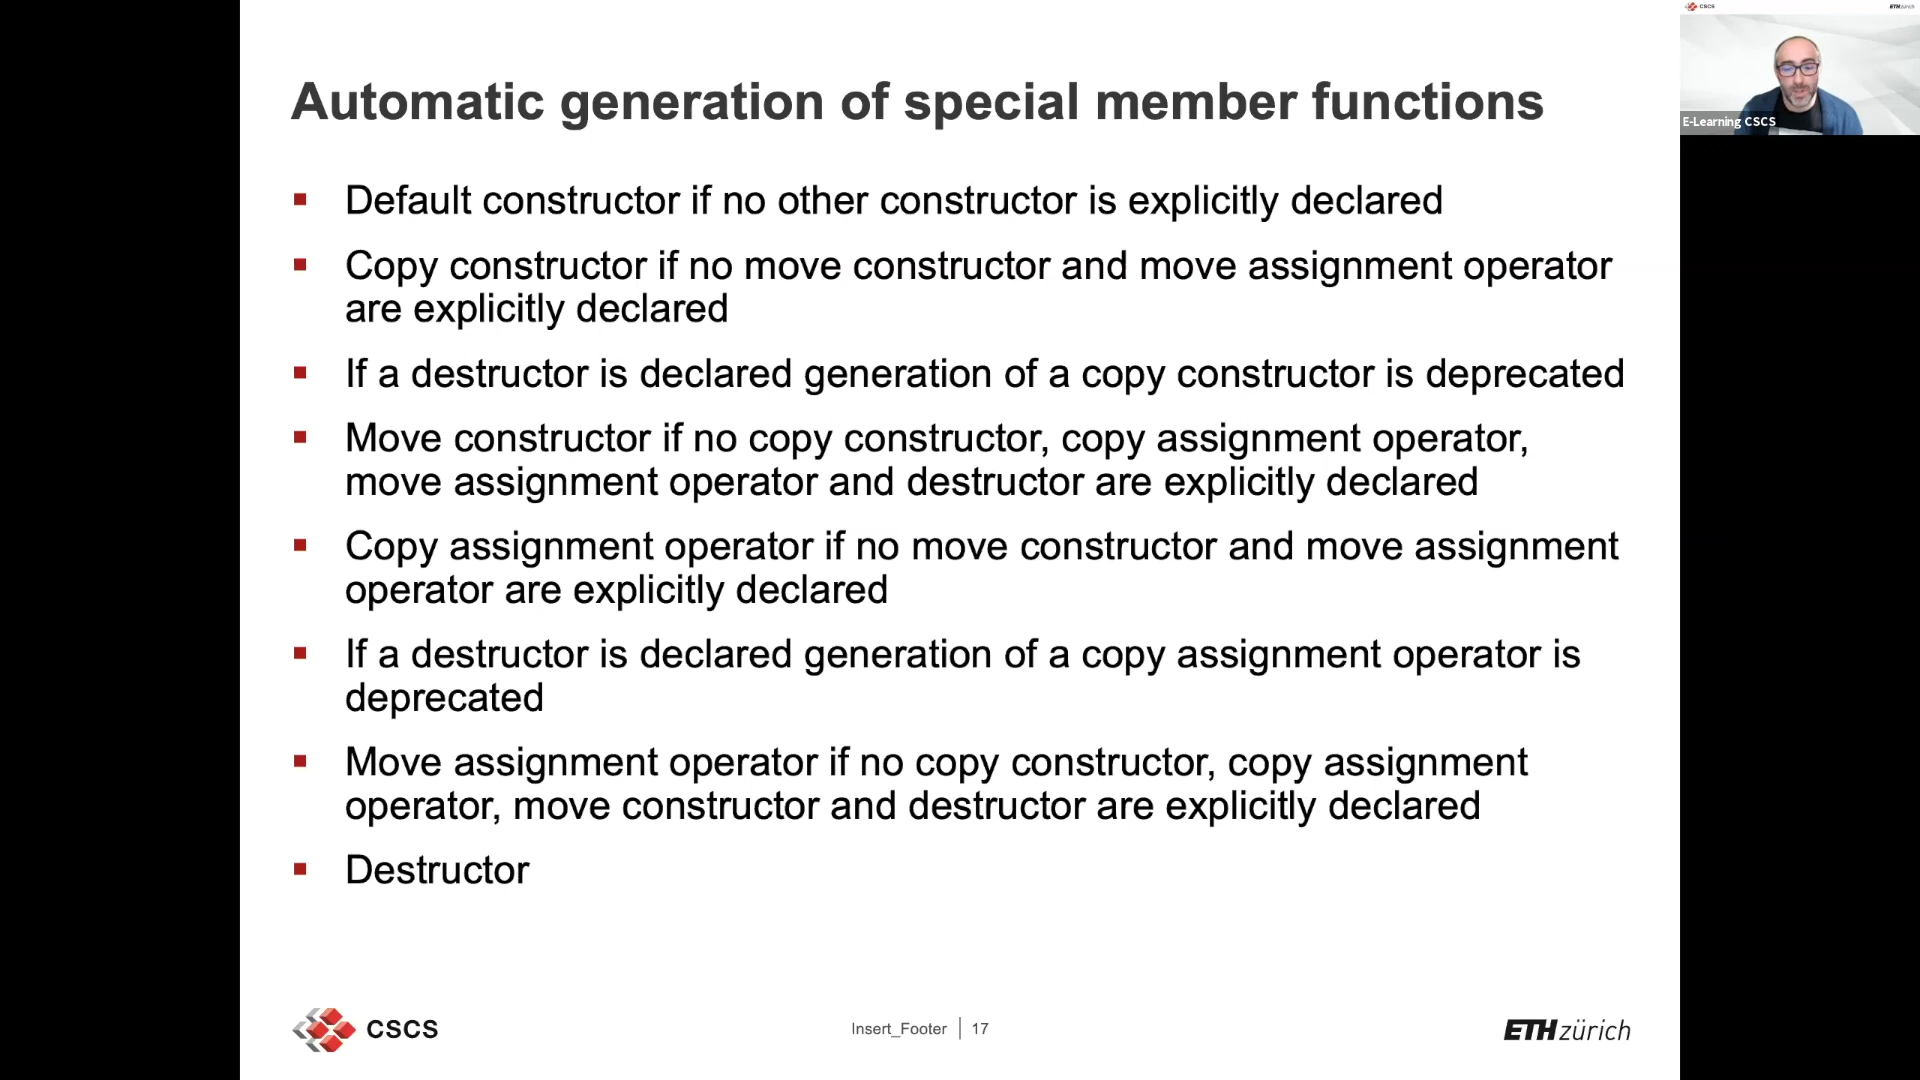 Automatic generation of special member functions
Default constructor if no other constructor is explicitly declared
Copy constructor if no move constructor and move assignment operator
are explicitly declared
If a destructor is declared generation of a copy constructor is deprecated
Move constructor if no copy constructor, copy assignment operator,
move assignment operator and destructor are explicitly declared
Copy assignment operator if no move constructor and move assignment
operator are explicitly declared
If a destructor is declared generation of a copy assignment operator is
deprecated
Move assignment operator if no copy constructor, copy assignment
operator, move constructor and destructor are explicitly declared
Destructor
CSCS
Insert_Footer | 17
ETH zürich
CSCS
ETH zürich
E-Learning CSCS